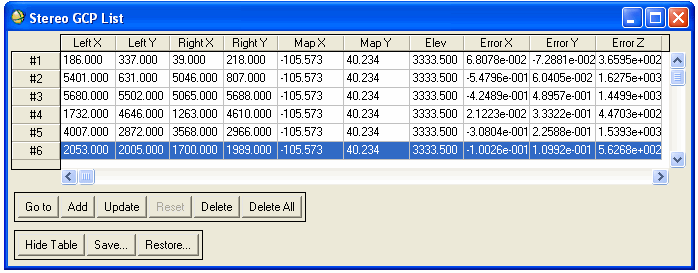 Stereo GCP List
Left X Left Y Right X Right Y Map X Map Y Elev Error X Error Y Error Z
#1 186.000 337.000 39.000 218.000 -105.573 40.234 3333.500 6.8078e-002 -7.2881e-002 3.6595e+002
#2 5401.000 631.000 5046.000 807.000 -105.573 40.234 3333.500 -5.4796e-001 6.0405e-002 1.6275e+003
#3 5680.000 5502.000 5065.000 5688.000 -105.573 40.234 3333.500 -4.2489e-001 4.8957e-001 1.4499e+003
#4 1732.000 4646.000 1263.000 4610.000 -105.573 40.234 3333.500 2.1223e-002 3.3322e-001 4.4703e+002
#5 4007.000 2872.000 3568.000 2966.000 -105.573 40.234 3333.500 -3.0804e-001 2.2588e-001 1.5393e+003
#6 2053.000 2005.000 1700.000 1989.000 -105.573 40.234 3333.500 -1.0026e-001 1.0992e-001 5.6268e+002
Go to Add Update Reset Delete Delete All
Hide Table Save... Restore...